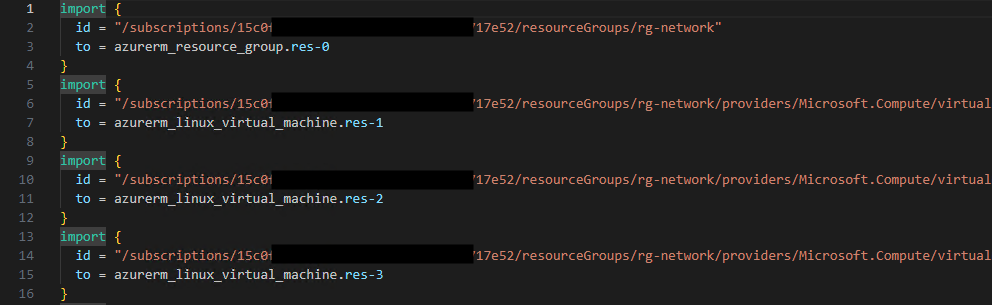 1 import {
2 id = "/subscriptions/15c0 17e52/resourceGroups/rg-network"
3 to = azurerm_resource_group.res-0
4 }
5 import {
6 id = "/subscriptions/15c0 17e52/resourceGroups/rg-network/providers/Microsoft.Compute/virtual
7 to = azurerm_linux_virtual_machine.res-1
8 }
9 import {
10 id = "/subscriptions/15c0 17e52/resourceGroups/rg-network/providers/Microsoft.Compute/virtual
11 to = azurerm_linux_virtual_machine.res-2
12 }
13 import {
14 id = "/subscriptions/15c0 17e52/resourceGroups/rg-network/providers/Microsoft.Compute/virtual
15 to = azurerm_linux_virtual_machine.res-3
16 }